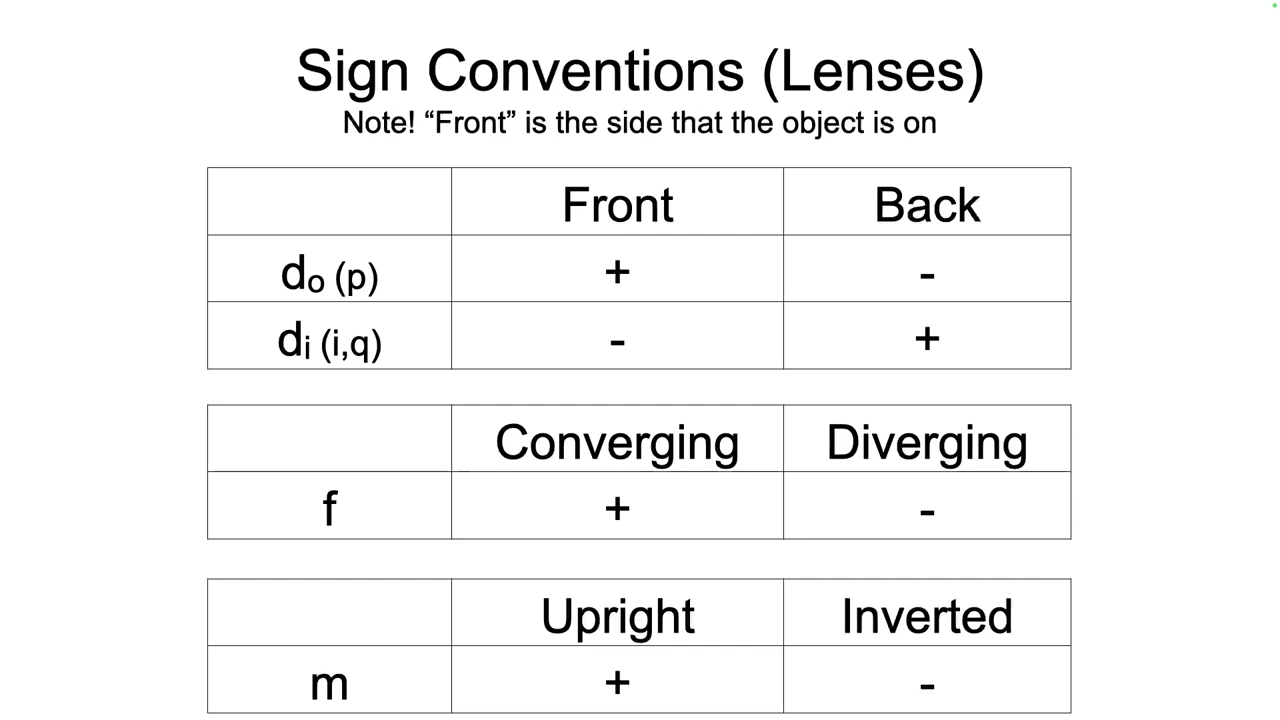 Sign Conventions (Lenses)
Note! “Front” is the side that the object is on
Front Back
do (p) + -
di (i,q) - +
Converging Diverging
f + -
Upright Inverted
m + -